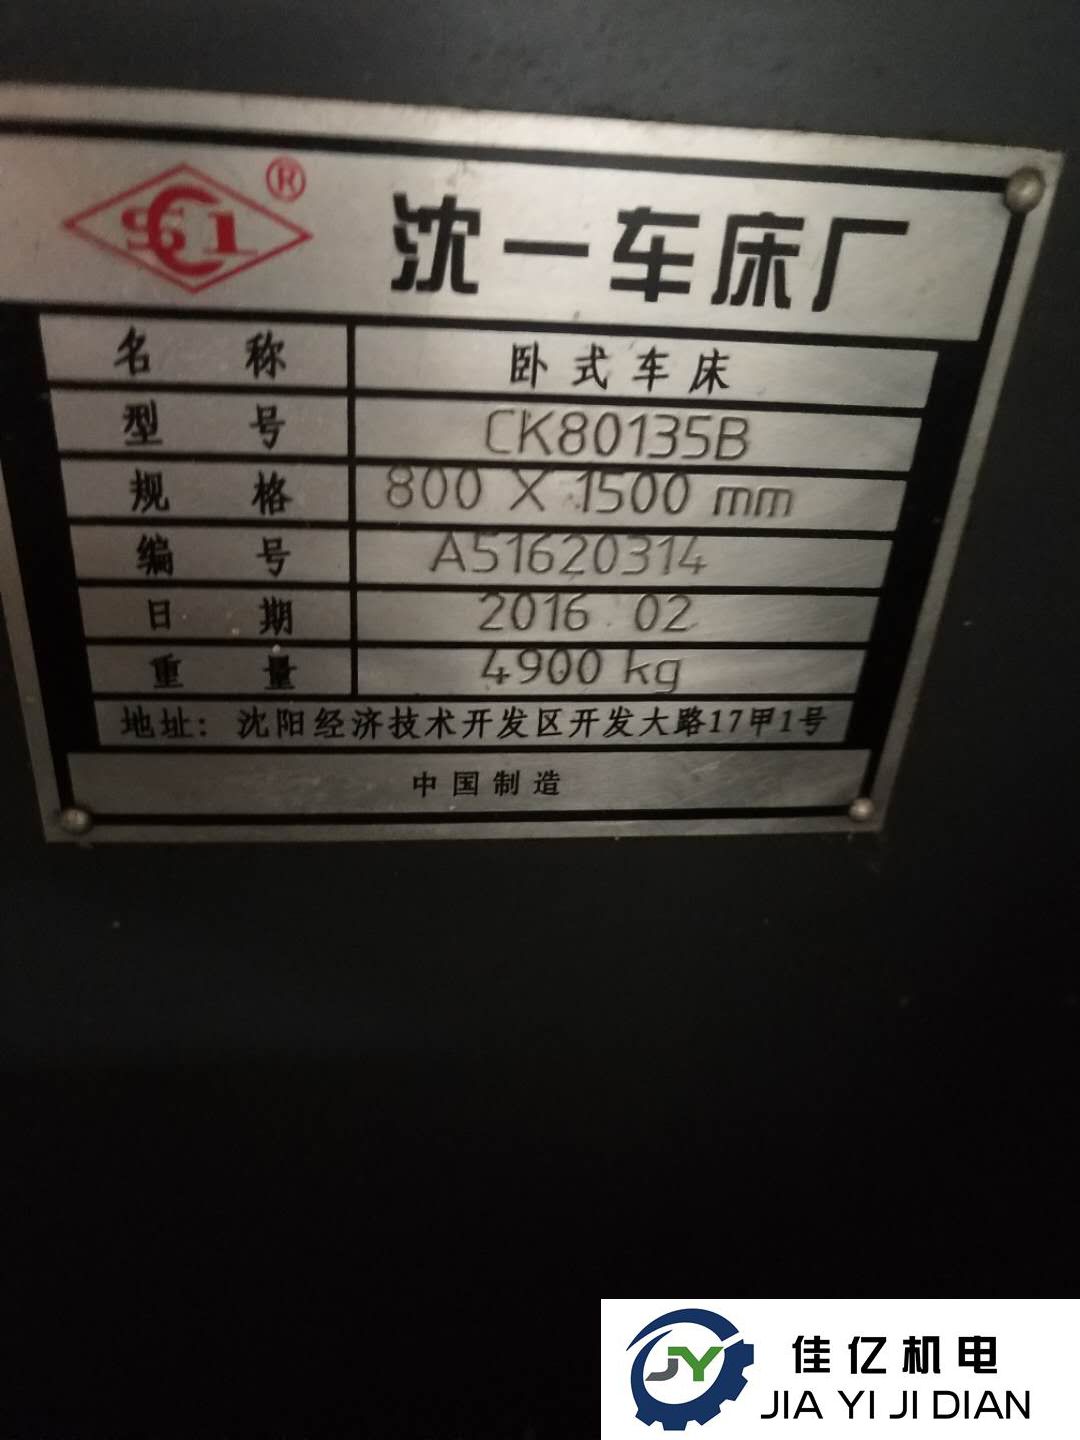 SC1 ® 沈一车床厂
名称 卧式车床
型号 CK80135B
规格 800 X 1500 mm
编号 A51620314
日期 2016.02
重量 4900 kg
地址：沈阳经济技术开发区开发大路17甲1号
中国制造
JY 佳亿机电
JIA YI JI DIAN